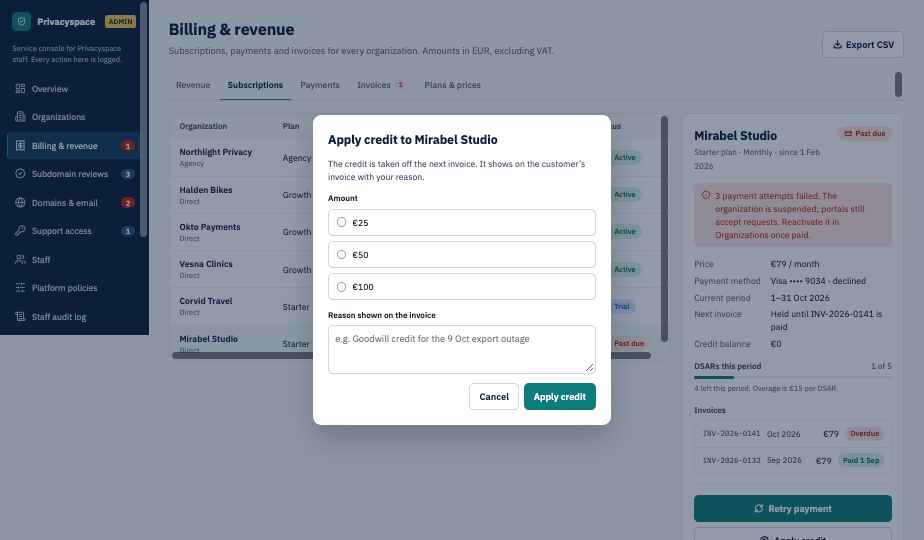 Privacyspace ADMIN
Service console for Privacyspace
staff. Every action here is logged.
Overview
Organizations
Billing & revenue 1
Subdomain reviews 3
Domains & email 2
Support access 1
Staff
Platform policies
Staff audit log
Billing & revenue
Subscriptions, payments and invoices for every organization. Amounts in EUR, excluding VAT.
Export CSV
Revenue Subscriptions Payments Invoices 1 Plans & prices
Organization Plan
Northlight Privacy
Agency
Agency Active
Halden Bikes
Direct
Growth Active
Okto Payments
Direct
Growth Active
Vesna Clinics
Direct
Growth Active
Corvid Travel
Direct
Starter Trial
Mirabel Studio
Direct
Starter Past due
Apply credit to Mirabel Studio
The credit is taken off the next invoice. It shows on the customer's
invoice with your reason.
Amount
€25
€50
€100
Reason shown on the invoice
e.g. Goodwill credit for the 9 Oct export outage
Cancel Apply credit
Mirabel Studio Past due
Starter plan · Monthly · since 1 Feb
2026
3 payment attempts failed. The
organization is suspended; portals still
accept requests. Reactivate it in
Organizations once paid.
Price €79 / month
Payment method Visa •••• 9034 · declined
Current period 1–31 Oct 2026
Next invoice Held until INV-2026-0141 is
paid
Credit balance €0
DSARs this period 1 of 5
4 left this period. Overage is €15 per DSAR.
Invoices
INV-2026-0141 Oct 2026 €79 Overdue
INV-2026-0132 Sep 2026 €79 Paid 1 Sep
Retry payment
Apply credit